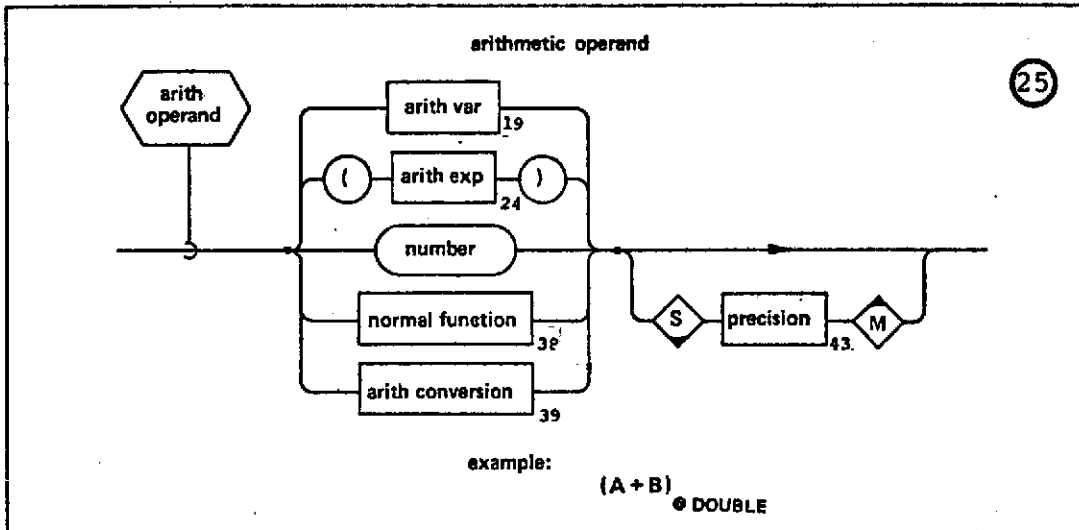 arithmetic operand
25
arith
operand
arith var
19
( arith exp )
24
number
normal function
38
S precision M
43
arith conversion
39
example:
(A + B)
@ DOUBLE